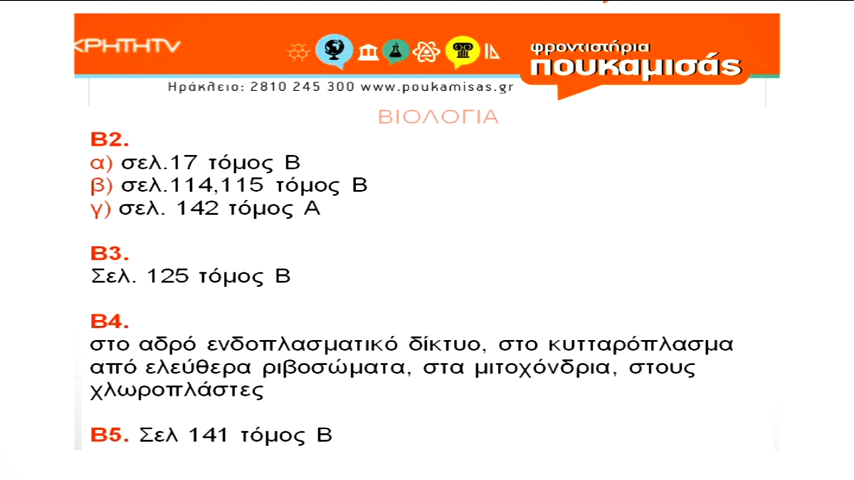 ΚΡΗΤΗTV
φροντιστήρια
πουκαμισάς
Ηράκλειο: 2810 245 300 www.poukamisas.gr
ΒΙΟΛΟΓΙΑ
Β2.
α) σελ.17 τόμος Β
β) σελ.114,115 τόμος Β
γ) σελ. 142 τόμος Α
Β3.
Σελ. 125 τόμος Β
Β4.
στο αδρό ενδοπλασματικό δίκτυο, στο κυτταρόπλασμα
από ελεύθερα ριβοσώματα, στα μιτοχόνδρια, στους
χλωροπλάστες
Β5. Σελ 141 τόμος Β